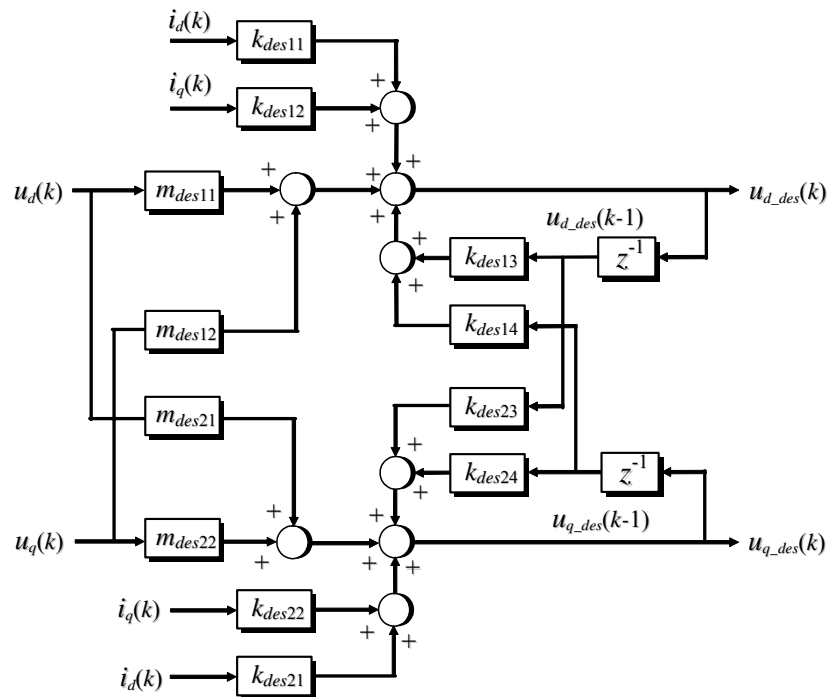 i_d(k)
k_des11
+
i_q(k)
k_des12
+
+
+
+
+
u_d(k)
m_des11
+
+
u_d_des(k)
u_d_des(k-1)
+
k_des13
z^-1
+
+
m_des12
k_des14
m_des21
k_des23
+
+
k_des24
z^-1
+
+
+
u_q_des(k-1)
u_q(k)
m_des22
+
+
u_q_des(k)
+
i_q(k)
k_des22
+
+
i_d(k)
k_des21